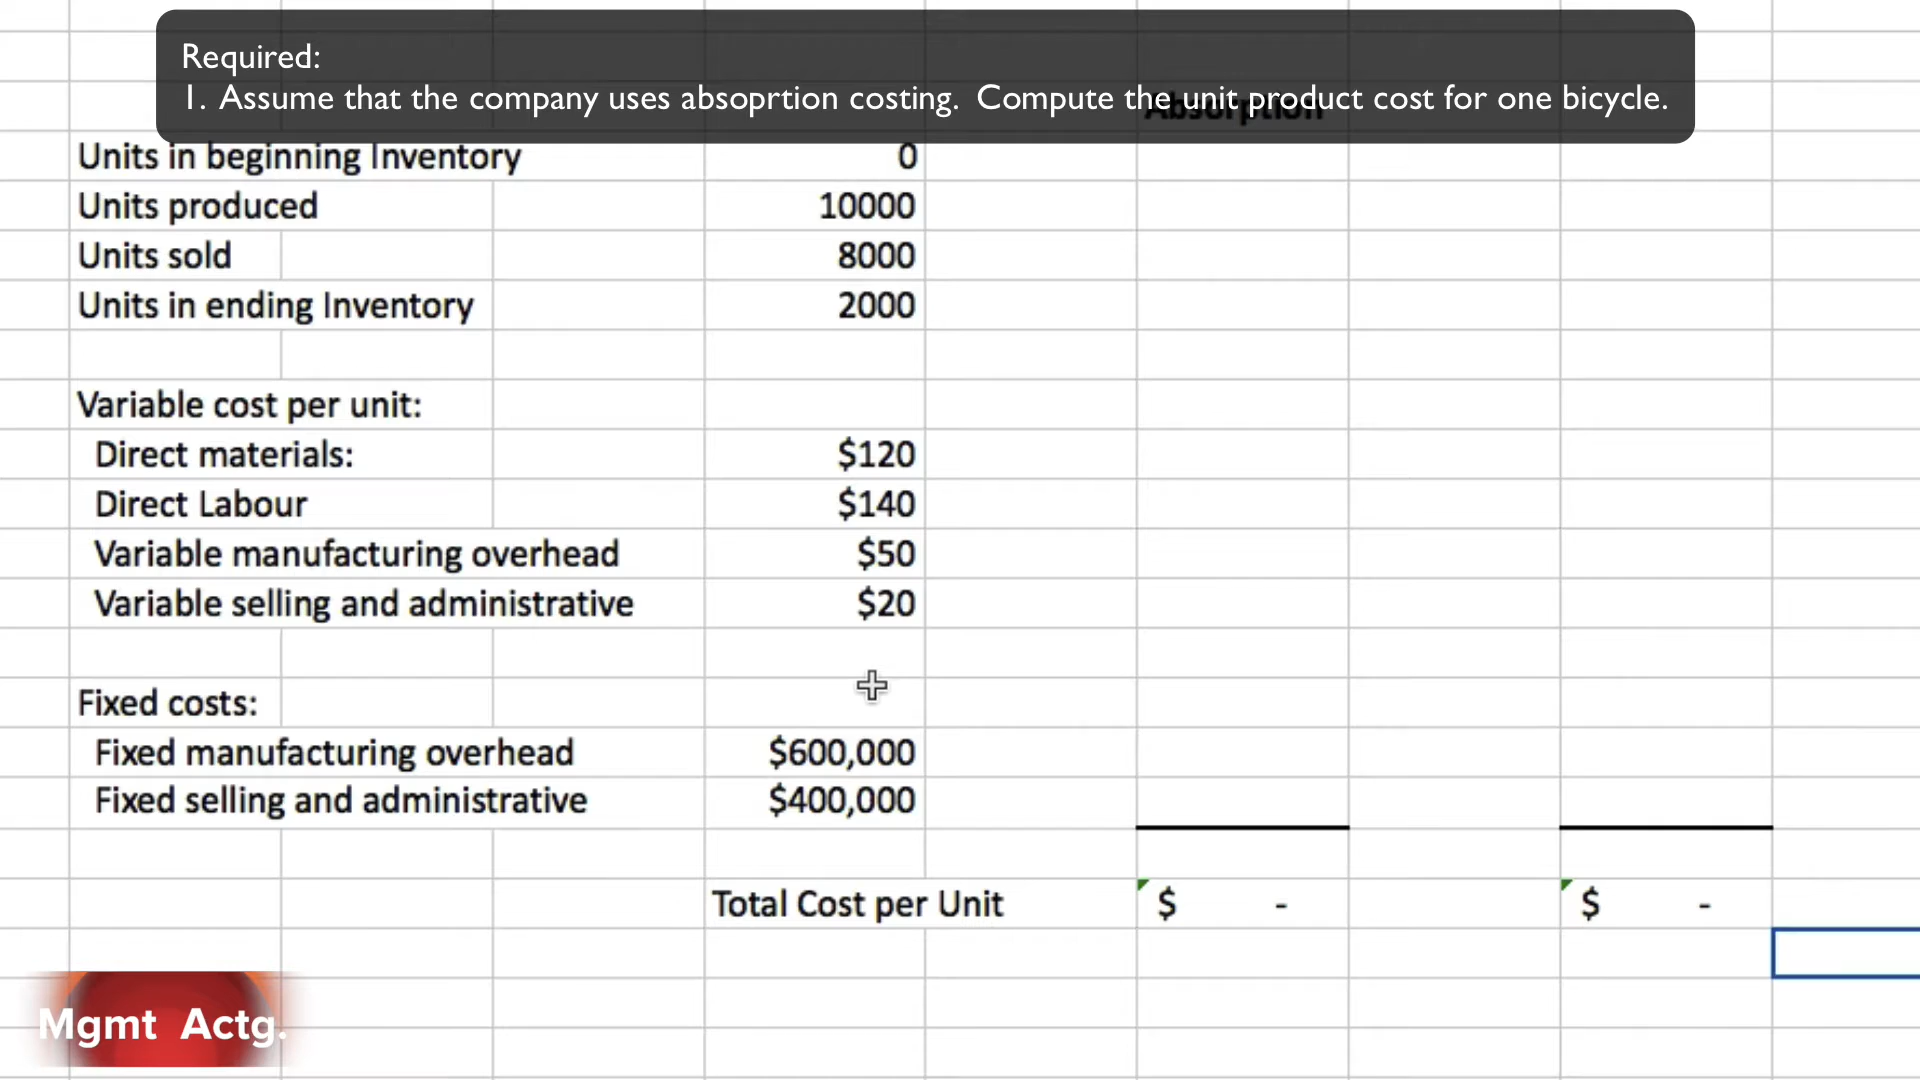 Required:
1. Assume that the company uses absoprtion costing. Compute the unit product cost for one bicycle.
Absorption
Units in beginning Inventory 0
Units produced 10000
Units sold 8000
Units in ending Inventory 2000
Variable cost per unit:
Direct materials: $120
Direct Labour $140
Variable manufacturing overhead $50
Variable selling and administrative $20
Fixed costs:
Fixed manufacturing overhead $600,000
Fixed selling and administrative $400,000
Total Cost per Unit $ - $ -
Mgmt Actg.